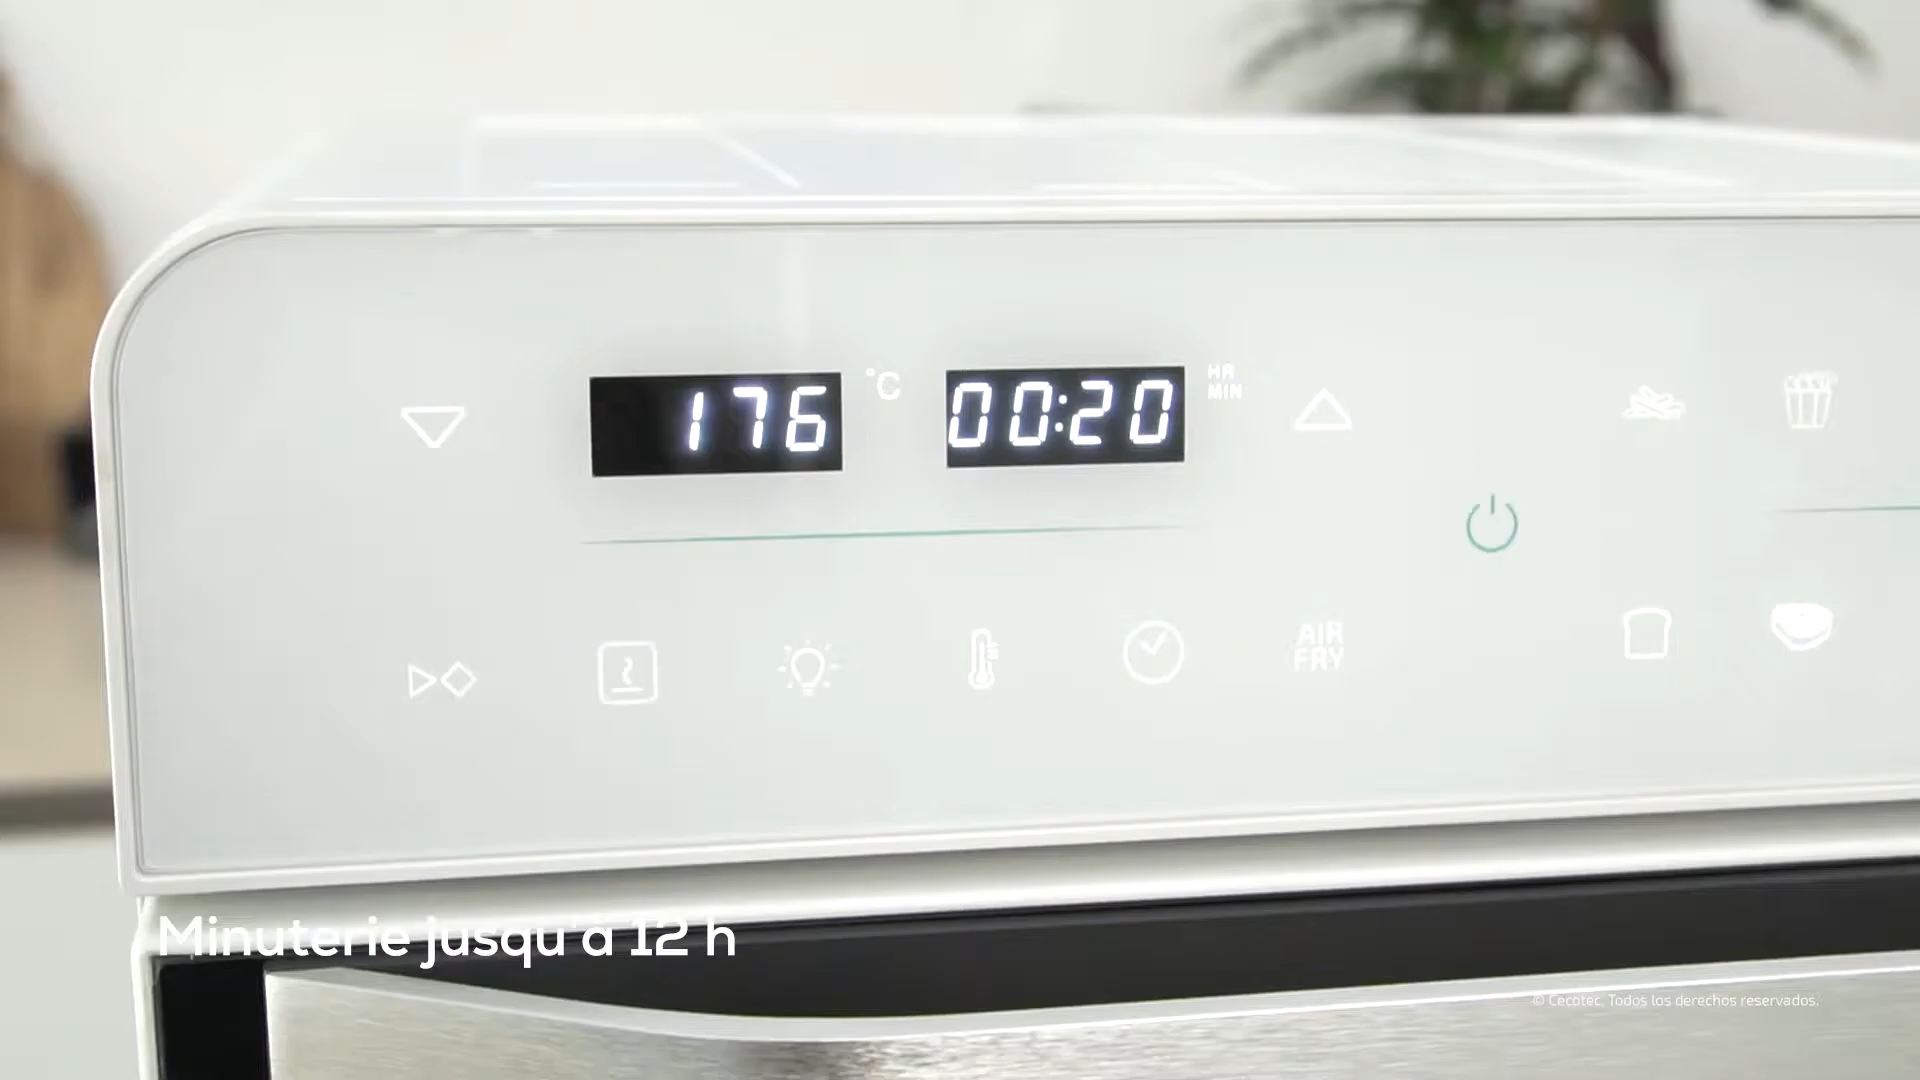 176 °C 00:20 HR
MIN
AIR
FRY
Minuterie jusqu'à 12 h
© Cecotec. Todos los derechos reservados.